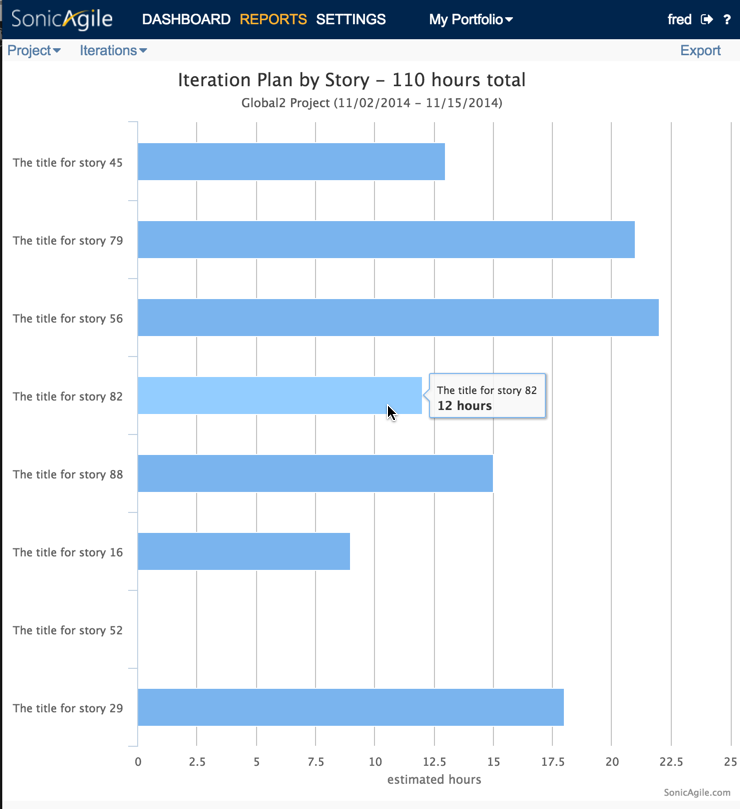 SonicAgile DASHBOARD REPORTS SETTINGS My Portfolio fred ?
Project Iterations Export
Iteration Plan by Story – 110 hours total
Global2 Project (11/02/2014 – 11/15/2014)
The title for story 45
The title for story 79
The title for story 56
The title for story 82
The title for story 82
12 hours
The title for story 88
The title for story 16
The title for story 52
The title for story 29
0 2.5 5 7.5 10 12.5 15 17.5 20 22.5 25
estimated hours
SonicAgile.com